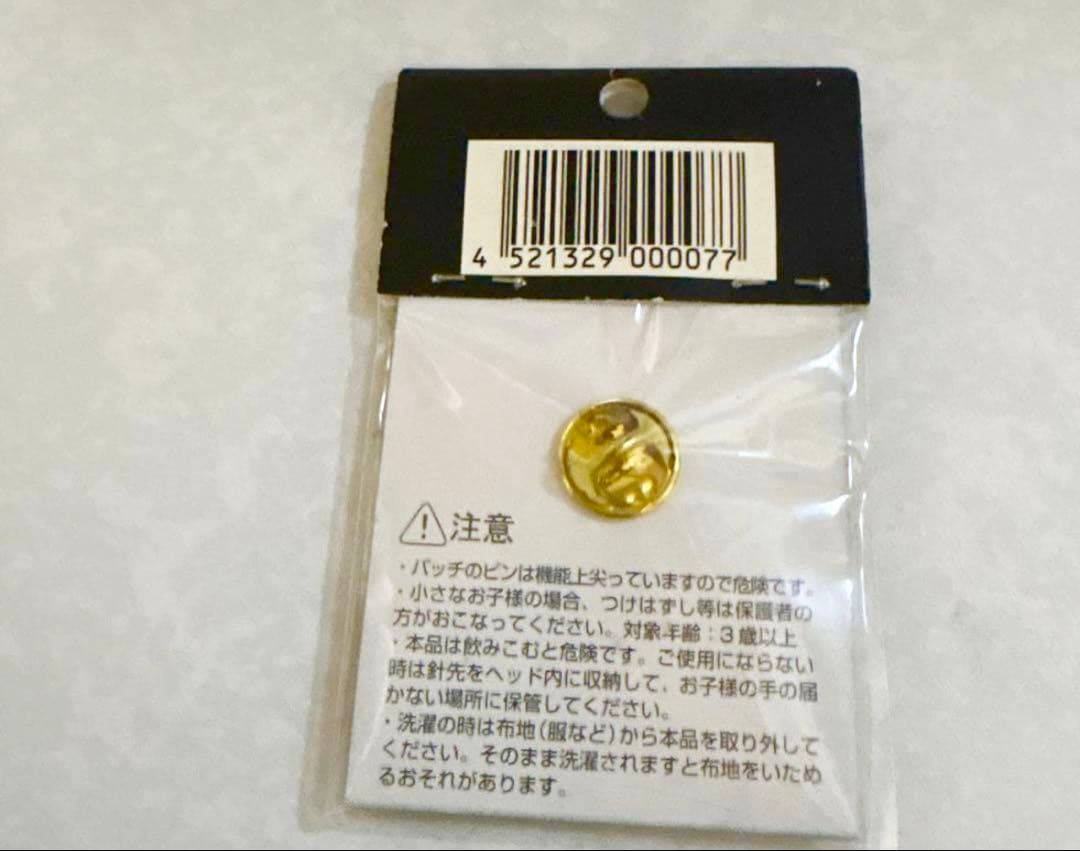 4 521329 000077
注意
・バッチのピンは機能上尖っていますので危険です。
・小さなお子様の場合、つけはずし等は保護者の
方がおこなってください。対象年齢：3歳以上
・本品は飲みこむと危険です。ご使用にならない
時は針先をヘッド内に収納して、お子様の手の届
かない場所に保管してください。
・洗濯の時は布地（服など）から本品を取り外して
ください。そのまま洗濯されますと布地をいため
るおそれがあります。